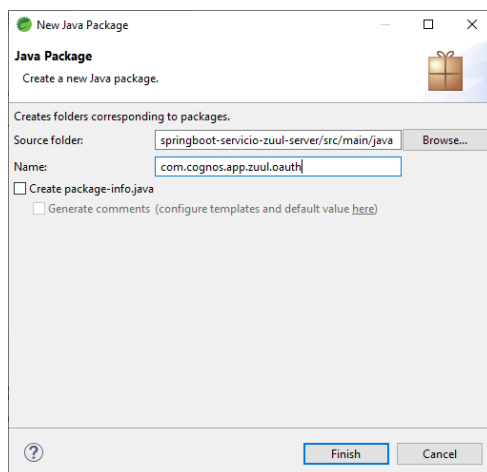 New Java Package
Java Package
Create a new Java package.
Creates folders corresponding to packages.
Source folder: springboot-servicio-zuul-server/src/main/java Browse...
Name: com.cognos.app.zuul.oauth
Create package-info.java
Generate comments (configure templates and default value here)
Finish Cancel